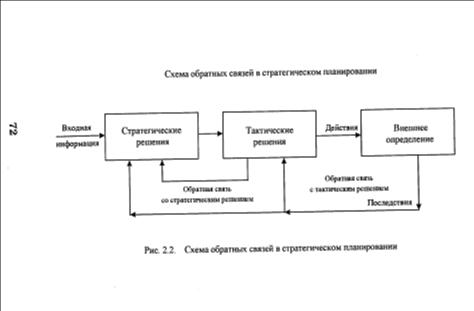 Схема обратных связей в стратегическом планировании
72
Входная
информация
Стратегические
решения
Тактические
решения
Действия
Внешнее
определение
Обратная связь
со стратегическим решением
Обратная связь
с тактическим решением
Последствия
Рис. 2.2. Схема обратных связей в стратегическом планировании